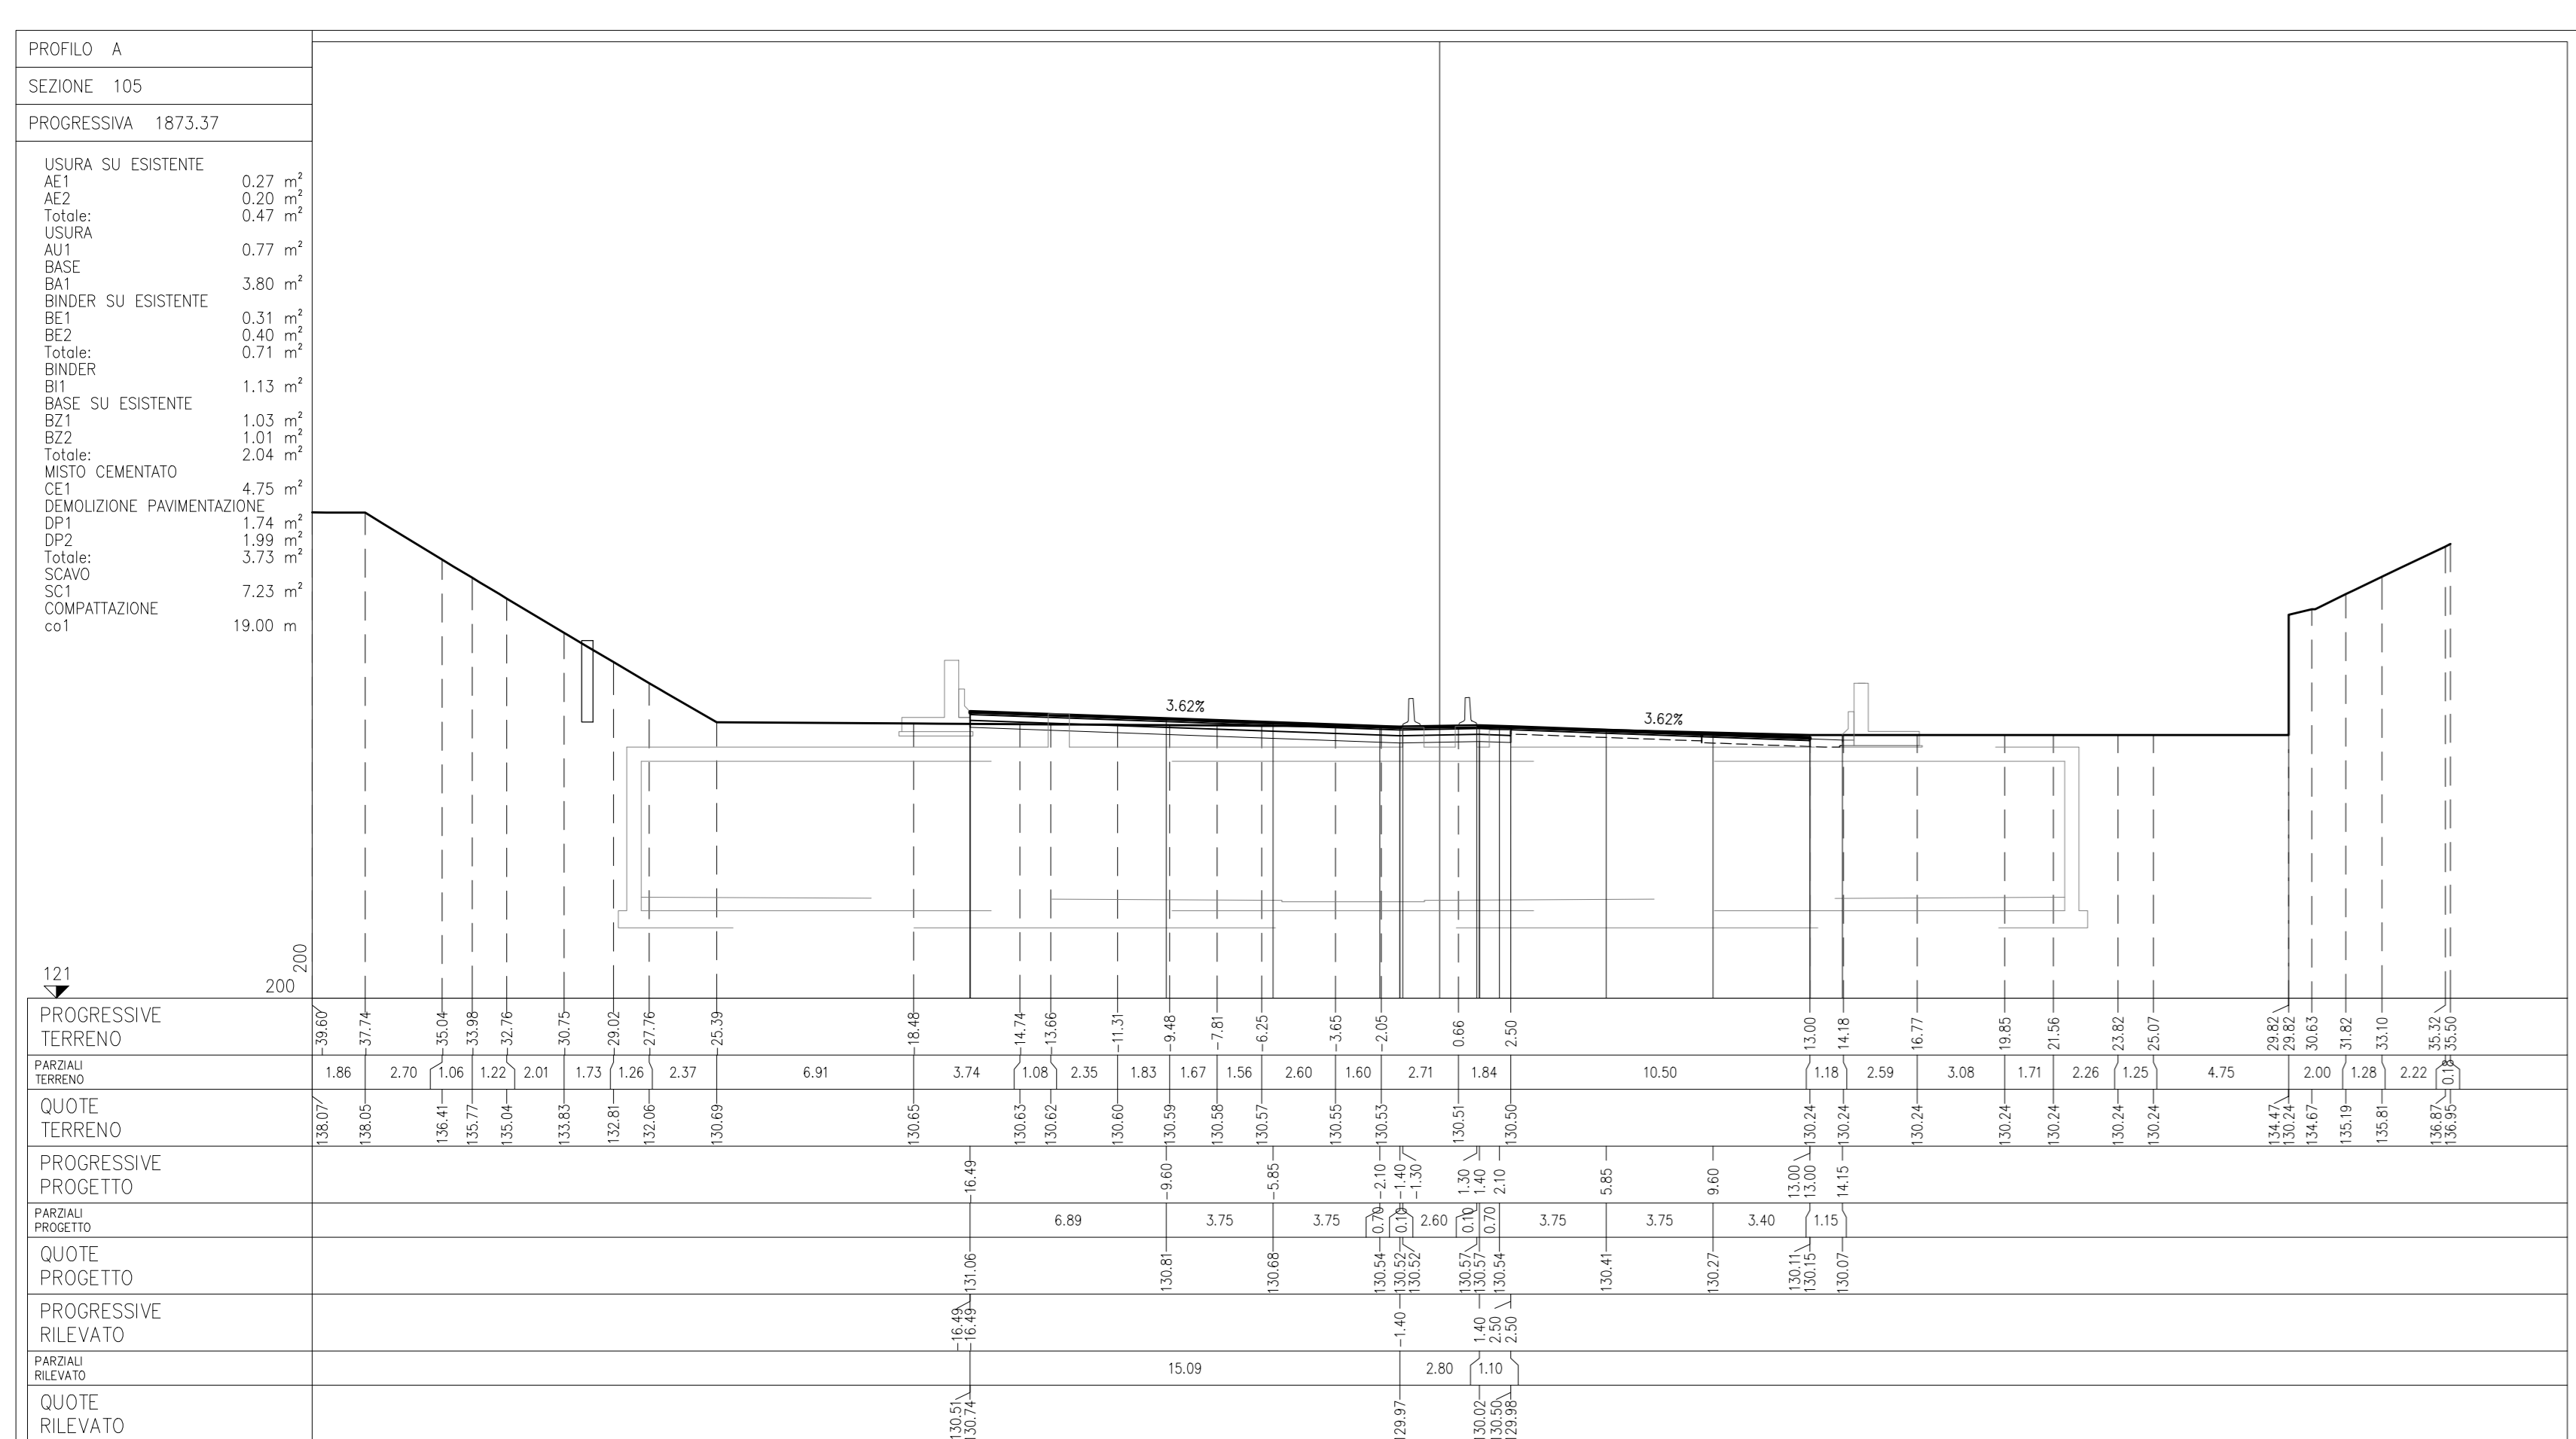 PROFILO A
SEZIONE 105
PROGRESSIVA 1873.37
USURA SU ESISTENTE
AE1 0.27 m²
AE2 0.20 m²
Totale: 0.47 m²
USURA
AU1 0.77 m²
BASE
BA1 3.80 m²
BINDER SU ESISTENTE
BE1 0.31 m²
BE2 0.40 m²
Totale: 0.71 m²
BINDER
BI1 1.13 m²
BASE SU ESISTENTE
BZ1 1.03 m²
BZ2 1.01 m²
Totale: 2.04 m²
MISTO CEMENTATO
CE1 4.75 m²
DEMOLIZIONE PAVIMENTAZIONE
DP1 1.74 m²
DP2 1.99 m²
Totale: 3.73 m²
SCAVO
SC1 7.23 m²
COMPATTAZIONE
co1 19.00 m
3.62% 3.62%
121 200 200
PROGRESSIVE TERRENO
-39.60 -37.74 -35.04 -33.98 -32.76 -30.75 -29.02 -27.76 -25.39 -18.48 -14.74 -13.66 -11.31 -9.48 -7.81 -6.25 -3.65 -2.05 0.66 2.50 13.00 14.18 16.77 19.85 21.56 23.82 25.07 29.82 29.82 30.63 31.82 33.10 35.32 35.50
PARZIALI TERRENO
1.86 2.70 1.06 1.22 2.01 1.73 1.26 2.37 6.91 3.74 1.08 2.35 1.83 1.67 1.56 2.60 1.60 2.71 1.84 10.50 1.18 2.59 3.08 1.71 2.26 1.25 4.75 2.00 1.28 2.22 0.18
QUOTE TERRENO
138.07 138.05 136.41 135.77 135.04 133.83 132.81 132.06 130.69 130.65 130.63 130.62 130.60 130.59 130.58 130.57 130.55 130.53 130.51 130.50 130.24 130.24 130.24 130.24 130.24 130.24 130.24 134.47 130.24 134.67 135.19 135.81 136.87 136.95
PROGRESSIVE PROGETTO
-16.49 -9.60 -5.85 -2.10 -1.40 -1.30 1.30 1.40 2.10 5.85 9.60 13.00 13.00 14.15
PARZIALI PROGETTO
6.89 3.75 3.75 0.70 0.10 2.60 0.10 0.70 3.75 3.75 3.40 1.15
QUOTE PROGETTO
131.06 130.81 130.68 130.54 130.52 130.52 130.57 130.57 130.54 130.41 130.27 130.11 130.15 130.07
PROGRESSIVE RILEVATO
-16.49 -16.49 -1.40 1.40 2.50 2.50
PARZIALI RILEVATO
15.09 2.80 1.10
QUOTE RILEVATO
130.51 130.74 129.97 130.02 130.50 129.98